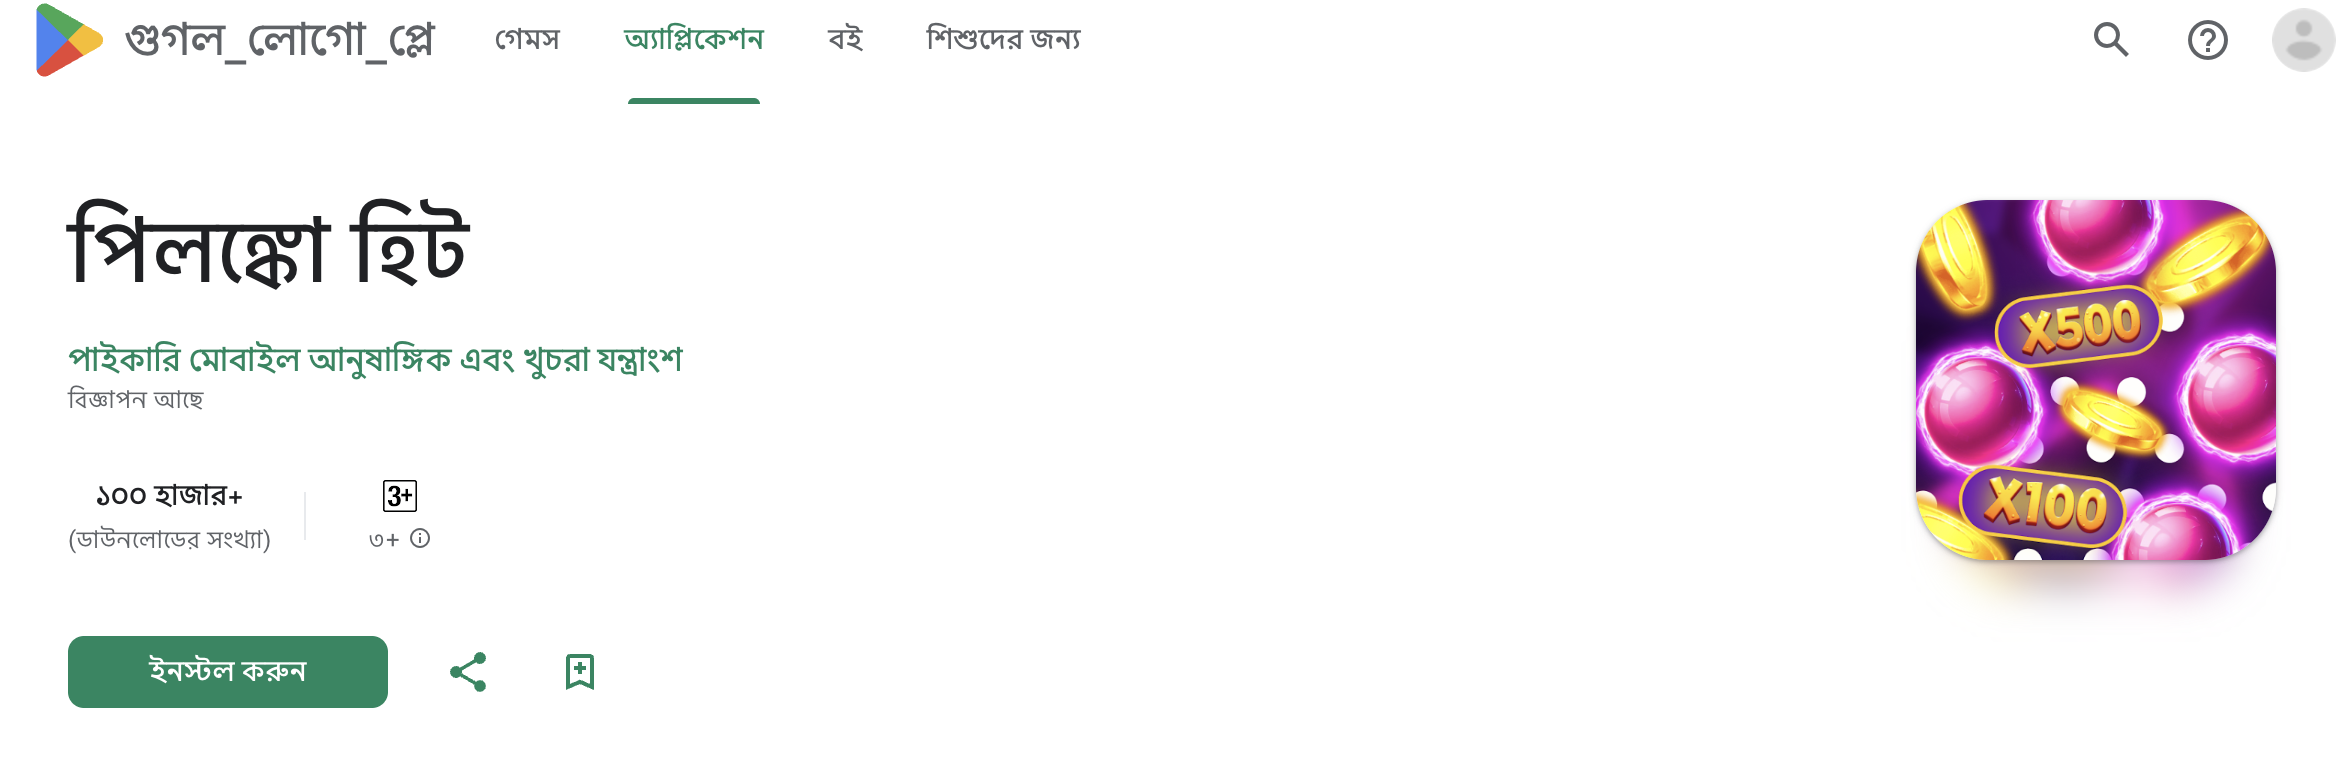 গুগল_লোগো_প্লে গেমস অ্যাপ্লিকেশন বই শিশুদের জন্য
পিলঙ্কো হিট
পাইকারি মোবাইল আনুষাঙ্গিক এবং খুচরা যন্ত্রাংশ
বিজ্ঞাপন আছে
১০০ হাজার+
(ডাউনলোডের সংখ্যা)
3+
৩+
ইনস্টল করুন
X500
X100